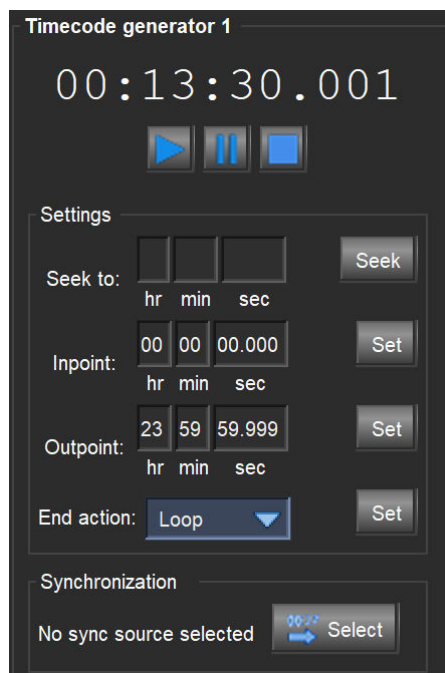 Timecode generator 1
00:13:30.001
Settings
Seek to:
Seek
hr min sec
Inpoint:
00 00 00.000
Set
hr min sec
Outpoint:
23 59 59.999
Set
hr min sec
End action: Loop
Set
Synchronization
No sync source selected
Select